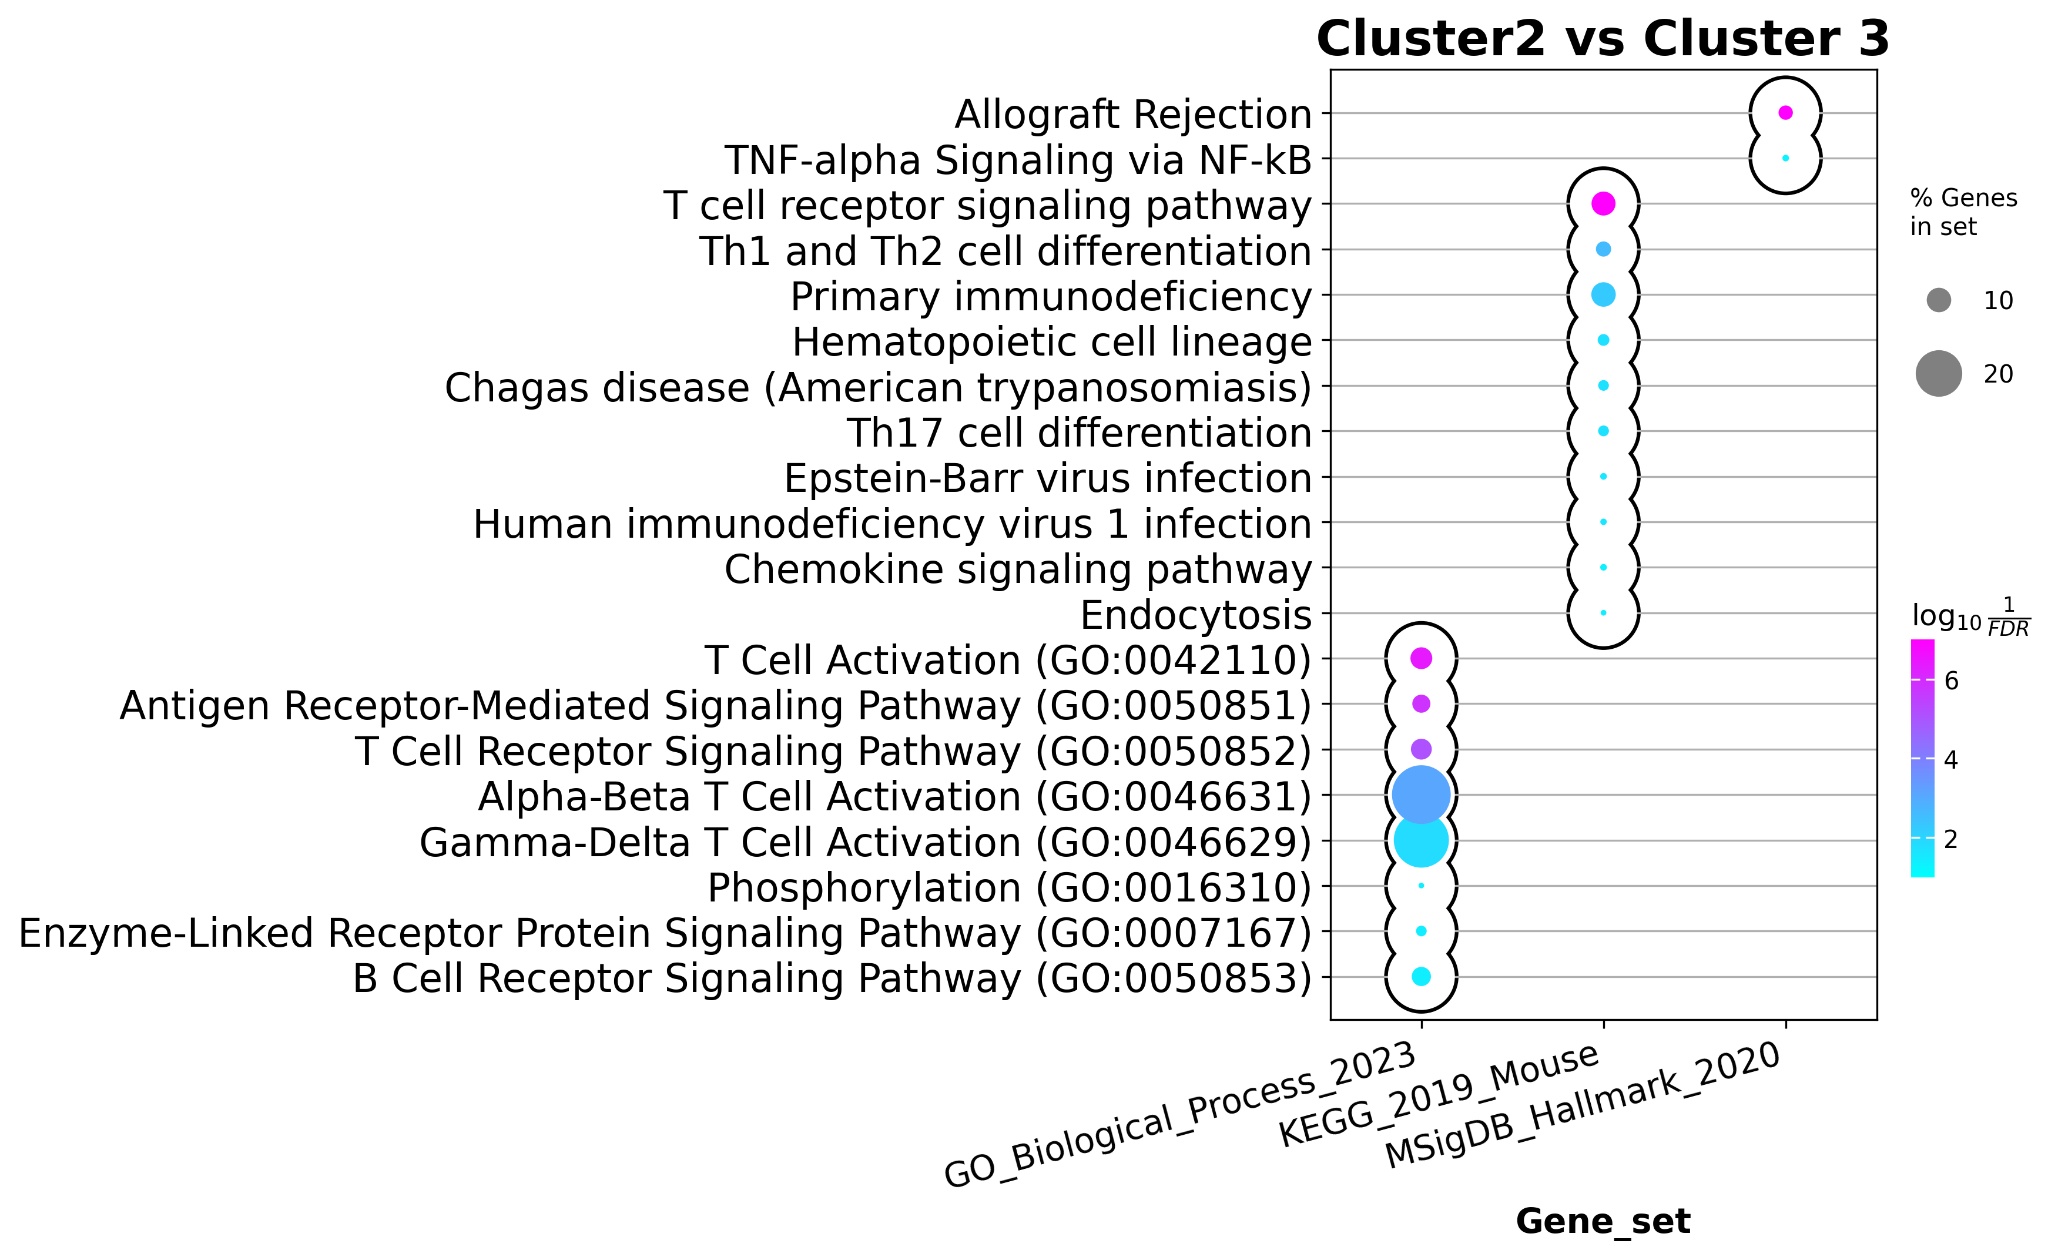 Cluster2 vs Cluster 3
Allograft Rejection
TNF-alpha Signaling via NF-kB
T cell receptor signaling pathway
Th1 and Th2 cell differentiation
Primary immunodeficiency
Hematopoietic cell lineage
Chagas disease (American trypanosomiasis)
Th17 cell differentiation
Epstein-Barr virus infection
Human immunodeficiency virus 1 infection
Chemokine signaling pathway
Endocytosis
T Cell Activation (GO:0042110)
Antigen Receptor-Mediated Signaling Pathway (GO:0050851)
T Cell Receptor Signaling Pathway (GO:0050852)
Alpha-Beta T Cell Activation (GO:0046631)
Gamma-Delta T Cell Activation (GO:0046629)
Phosphorylation (GO:0016310)
Enzyme-Linked Receptor Protein Signaling Pathway (GO:0007167)
B Cell Receptor Signaling Pathway (GO:0050853)
GO_Biological_Process_2023
KEGG_2019_Mouse
MSigDB_Hallmark_2020
Gene_set
% Genes
in set
10
20
log₁₀ 1/FDR
6
4
2